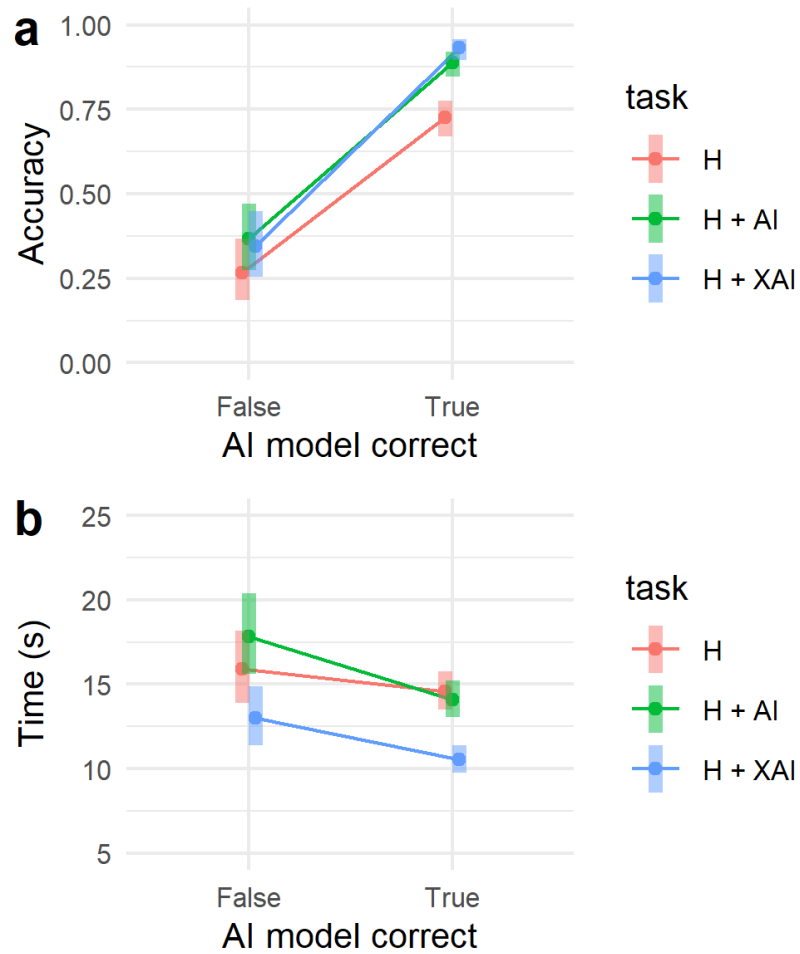 a
Accuracy
1.00
0.75
0.50
0.25
0.00
False True
AI model correct
task
H
H + AI
H + XAI
b
Time (s)
25
20
15
10
5
False True
AI model correct
task
H
H + AI
H + XAI